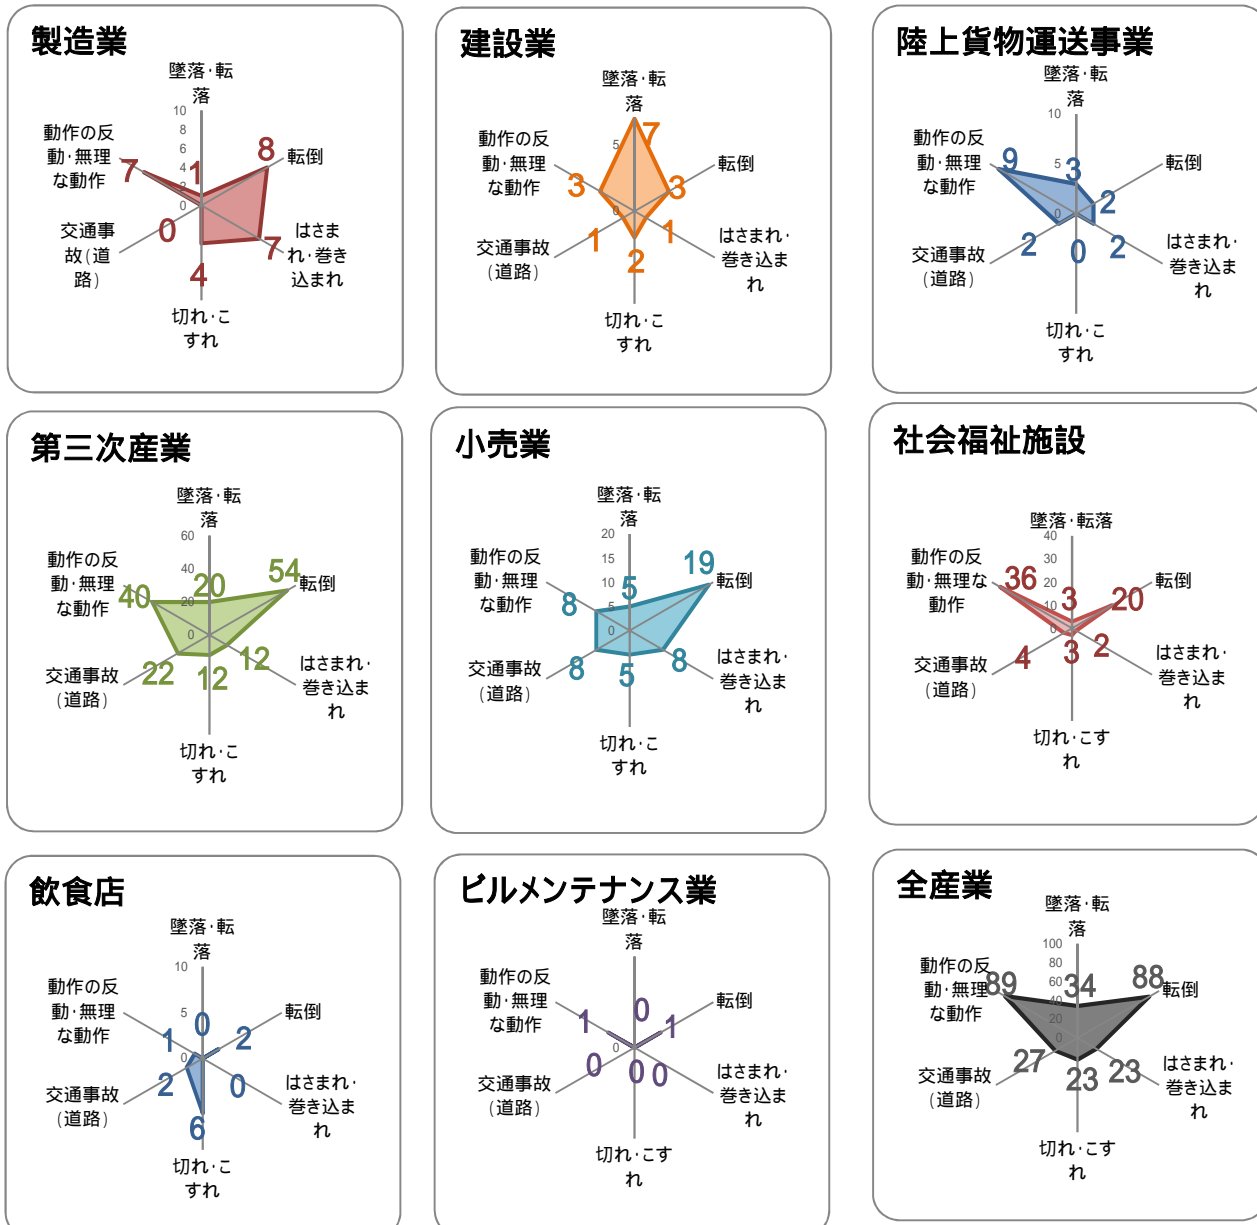 製造業
墜落・転
落
10
8
6
4
2
0
動作の反
動・無理
な動作
7
1
8
転倒
交通事
故(道
路)
0
4
7
はさま
れ・巻き
込まれ
切れ・こ
すれ
建設業
墜落・転
落
5
0
動作の反
動・無理
な動作
3
7
3
転倒
交通事故
(道路)
1
2
1
はさまれ・
巻き込ま
れ
切れ・こ
すれ
陸上貨物運送事業
墜落・転
落
10
5
0
動作の反
動・無理
な動作
9
3
2
転倒
交通事故
(道路)
2
0
2
はさまれ・
巻き込ま
れ
切れ・こ
すれ
第三次産業
墜落・転
落
60
40
20
0
動作の反
動・無理
な動作
40
20
54
転倒
交通事故
(道路)
22
12
12
はさまれ・
巻き込ま
れ
切れ・こ
すれ
小売業
墜落・転
落
20
15
10
5
0
動作の反
動・無理
な動作
8
5
19
転倒
交通事故
(道路)
8
5
8
はさまれ・
巻き込ま
れ
切れ・こ
すれ
社会福祉施設
墜落・転落
40
30
20
10
0
動作の反
動・無理な
動作
36
3
20
転倒
交通事故
(道路)
4
3
2
はさまれ・
巻き込ま
れ
切れ・こす
れ
飲食店
墜落・転
落
10
5
0
動作の反
動・無理
な動作
1
0
2
転倒
交通事故
(道路)
2
6
0
はさまれ・
巻き込ま
れ
切れ・こ
すれ
ビルメンテナンス業
墜落・転
落
0
動作の反
動・無理
な動作
1
0
1
転倒
交通事故
(道路)
0
0
0
はさまれ・
巻き込ま
れ
切れ・こす
れ
全産業
墜落・転
落
100
80
60
40
20
0
動作の反
動・無理
な動作
89
34
88
転倒
交通事故
(道路)
27
23
23
はさまれ・
巻き込ま
れ
切れ・こす
れ